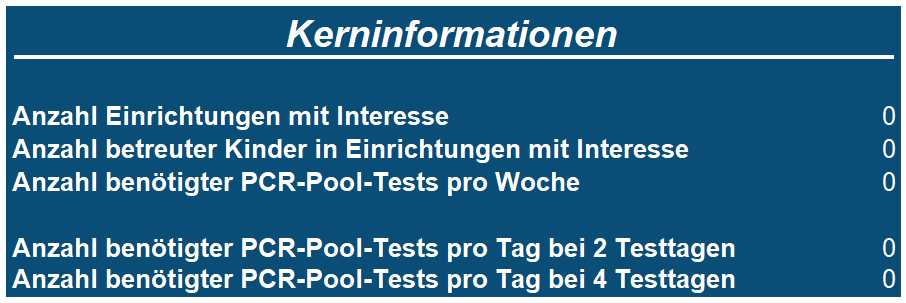 Kerninformationen
Anzahl Einrichtungen mit Interesse 0
Anzahl betreuter Kinder in Einrichtungen mit Interesse 0
Anzahl benötigter PCR-Pool-Tests pro Woche 0
Anzahl benötigter PCR-Pool-Tests pro Tag bei 2 Testtagen 0
Anzahl benötigter PCR-Pool-Tests pro Tag bei 4 Testtagen 0